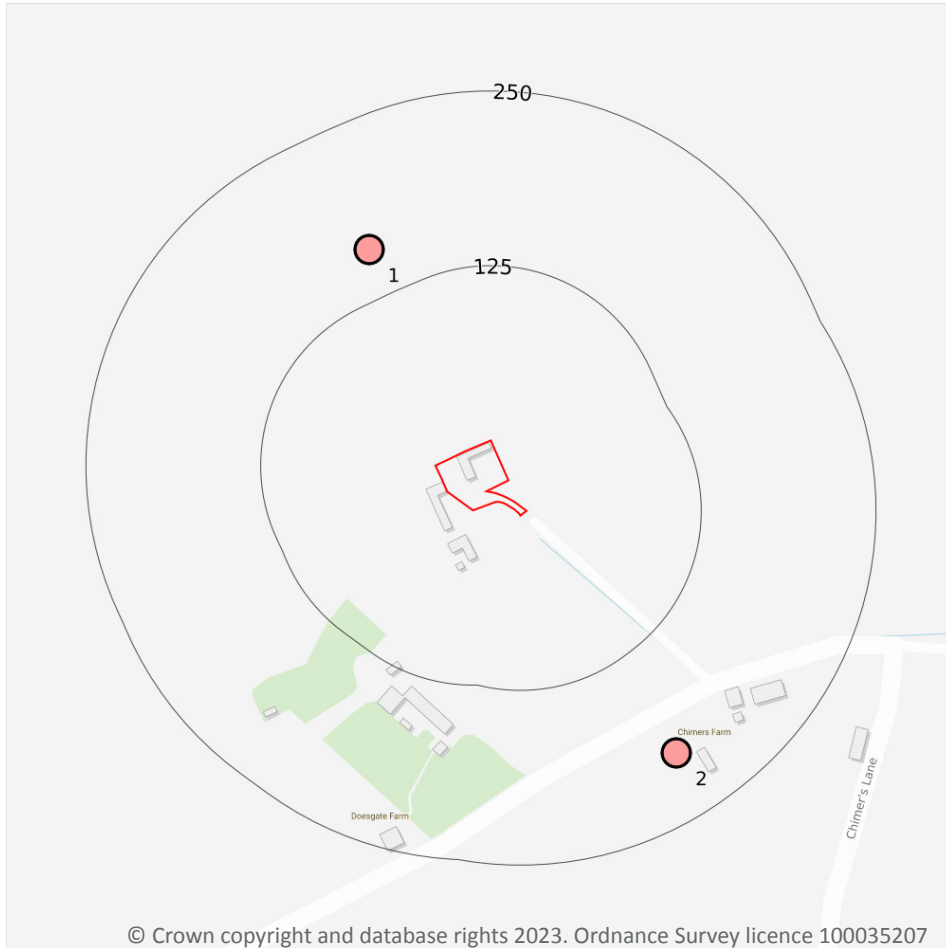 250
1
125
Chimers Farm
2
Chimer's Lane
Doesgate Farm
© Crown copyright and database rights 2023. Ordnance Survey licence 100035207